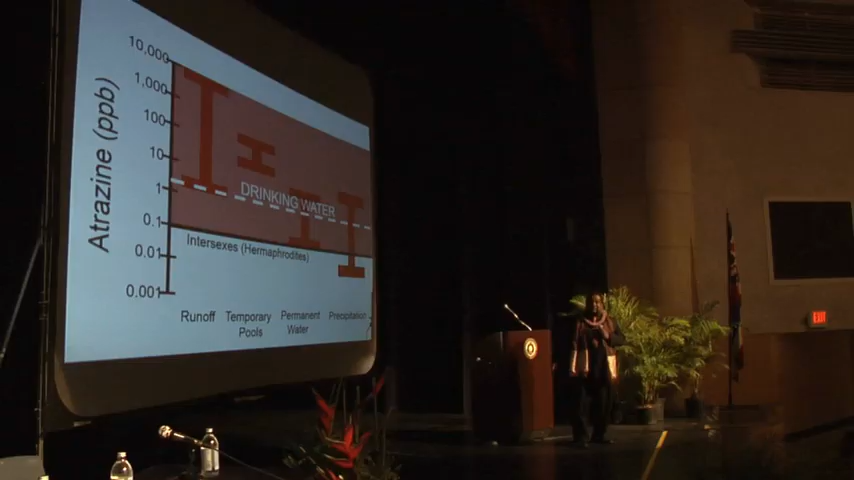 10,000
1,000
100
10
1
0.1
0.01
0.001
Atrazine (ppb)
DRINKING WATER
Intersexes (Hermaphrodites)
Runoff
Temporary
Pools
Permanent
Water
Precipitation
EXIT